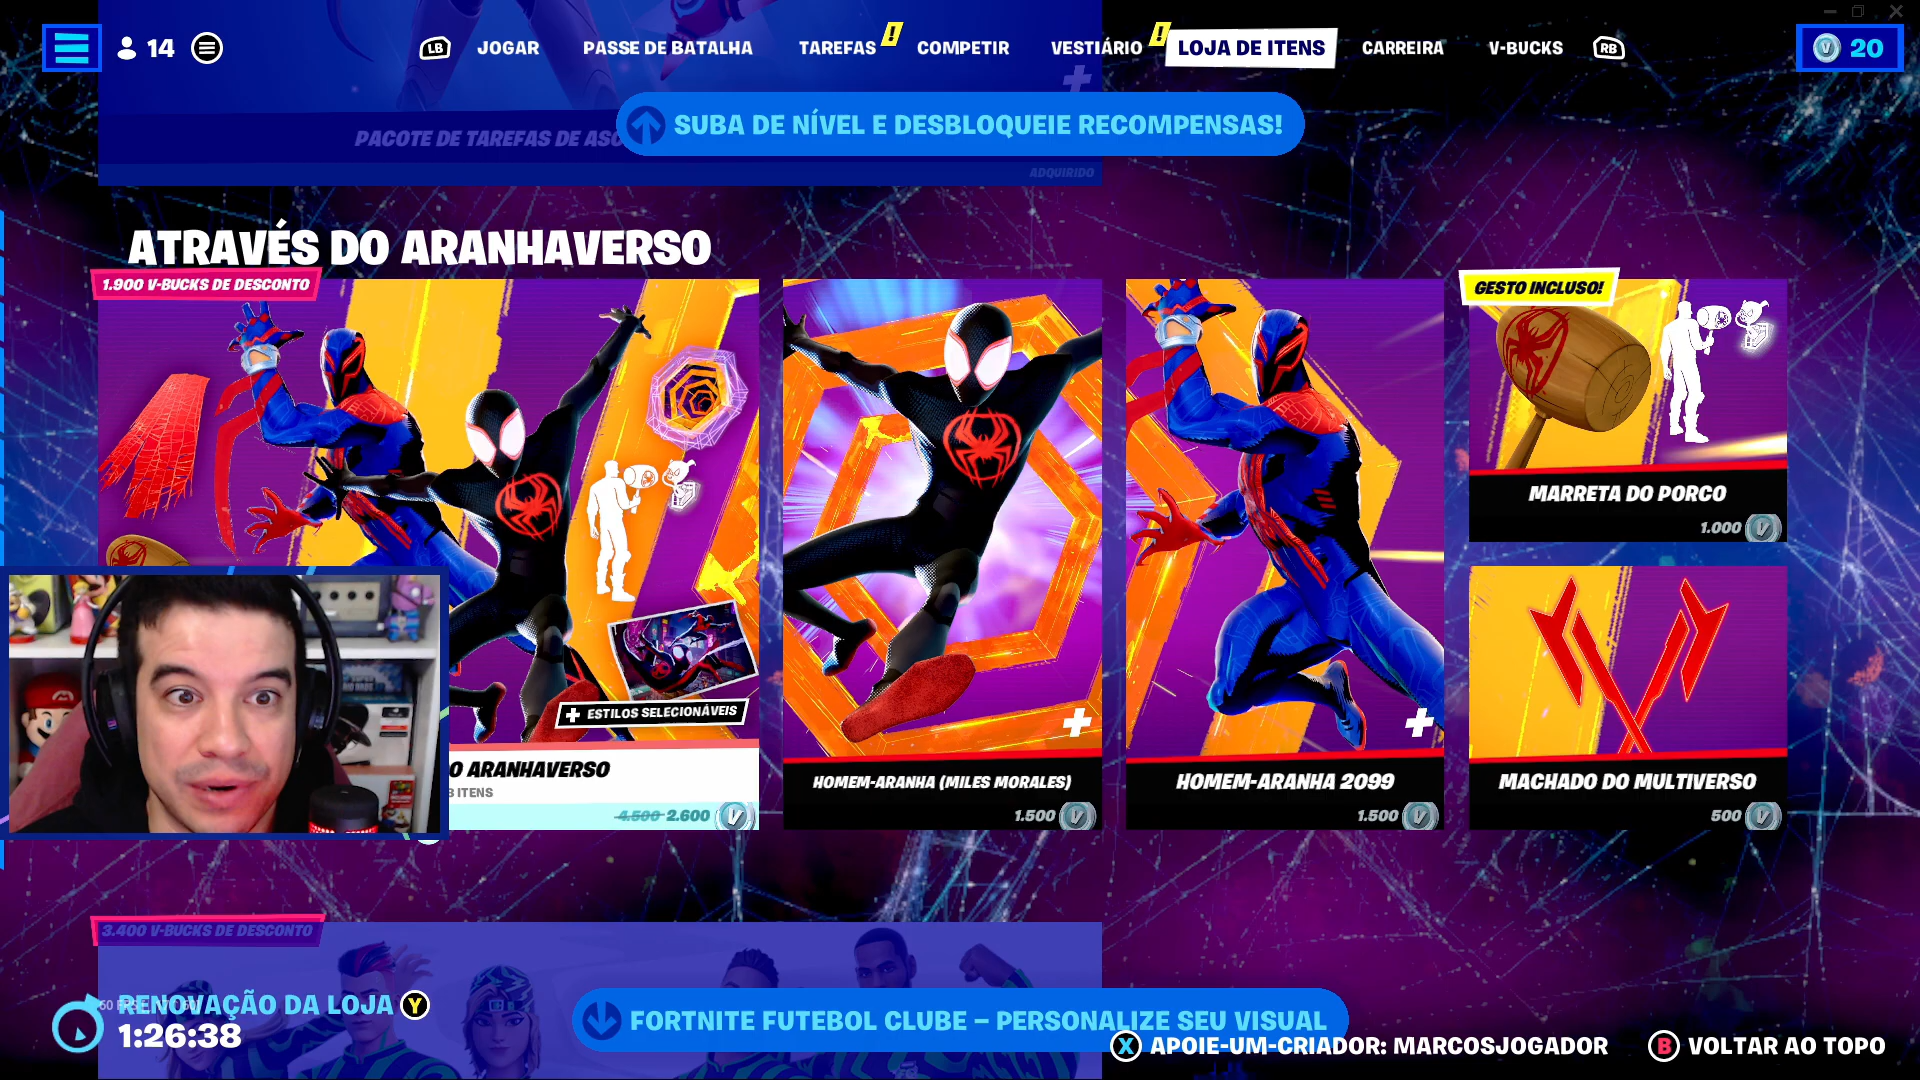 14
LB
JOGAR
PASSE DE BATALHA
TAREFAS
!
COMPETIR
VESTIÁRIO
!
LOJA DE ITENS
CARREIRA
V-BUCKS
RB
V 20
PACOTE DE TAREFAS DE ASC
SUBA DE NÍVEL E DESBLOQUEIE RECOMPENSAS!
ADQUIRIDO
ATRAVÉS DO ARANHAVERSO
1.900 V-BUCKS DE DESCONTO
GESTO INCLUSO!
MARRETA DO PORCO
1.000 V
+ ESTILOS SELECIONÁVEIS
O ARANHAVERSO
ITENS
4.500 2.600 V
HOMEM-ARANHA (MILES MORALES)
1.500 V
HOMEM-ARANHA 2099
1.500 V
MACHADO DO MULTIVERSO
500 V
3.400 V-BUCKS DE DESCONTO
RENOVAÇÃO DA LOJA Y
1:26:38
FORTNITE FUTEBOL CLUBE – PERSONALIZE SEU VISUAL
X APOIE-UM-CRIADOR: MARCOSJOGADOR
B VOLTAR AO TOPO